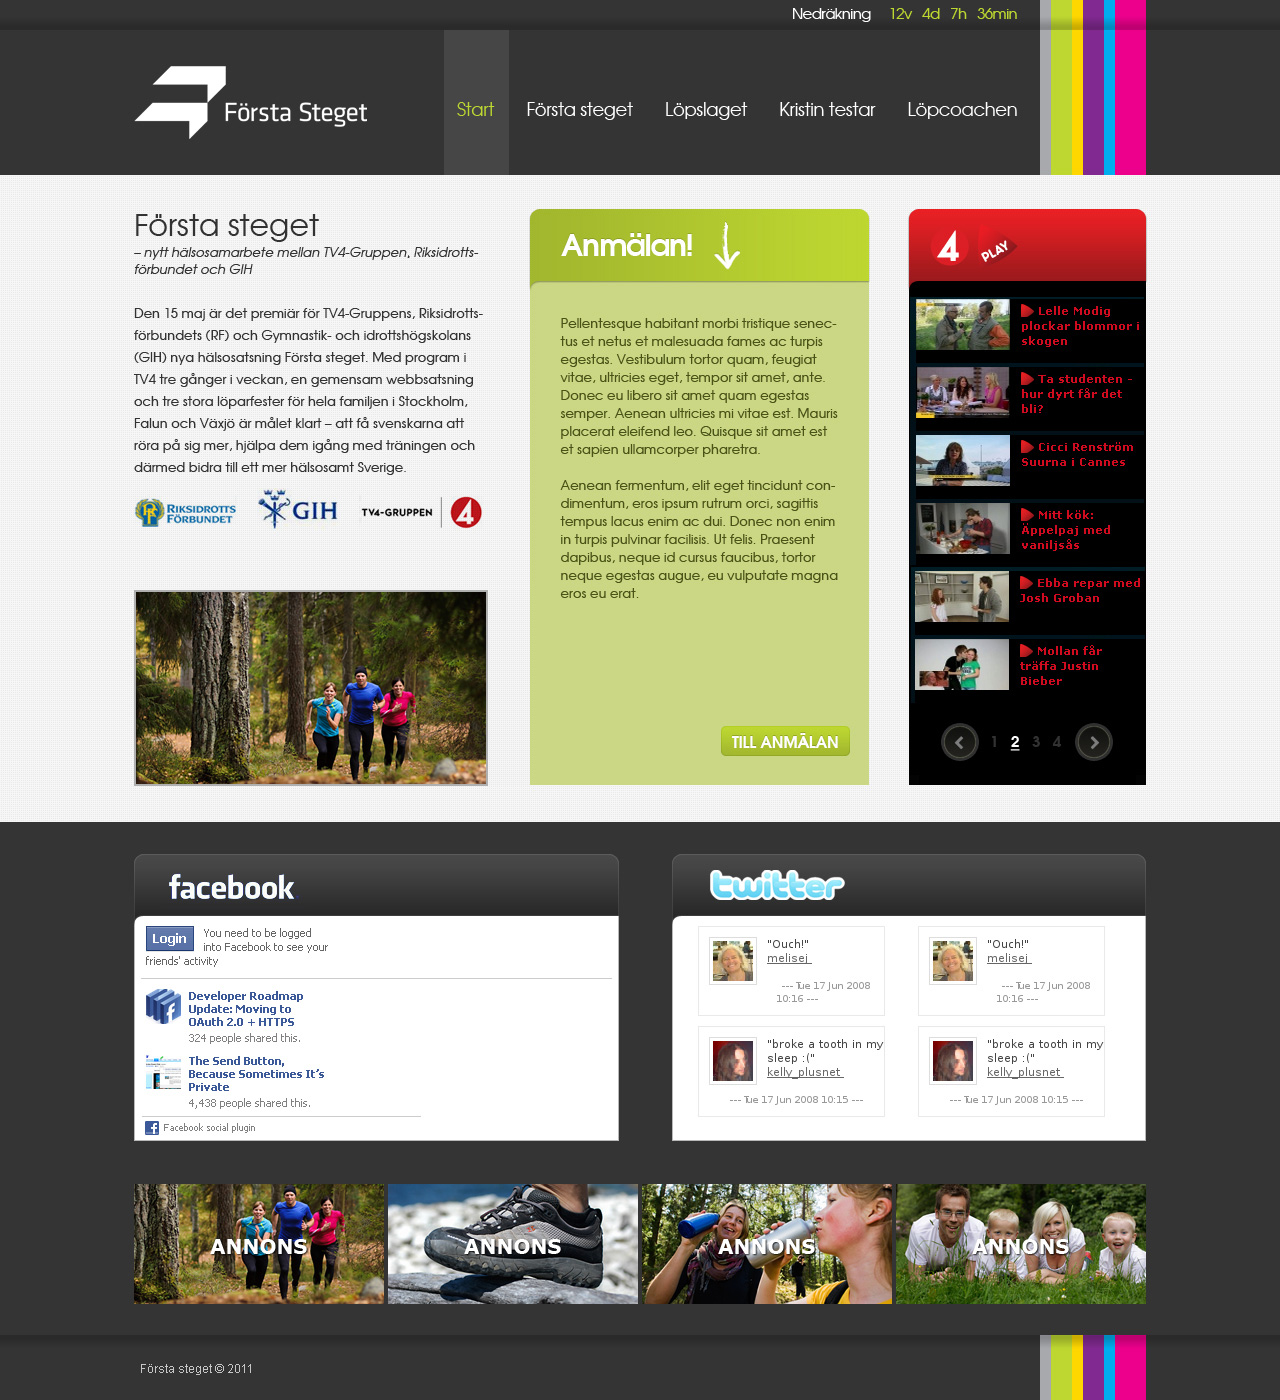 Nedräkning 12v 4d 7h 36min
Första Steget
Start Första steget Löpslaget Kristin testar Löpcoachen
Första steget
– nytt hälsosamarbete mellan TV4-Gruppen, Riksidrotts-
förbundet och GIH
Den 15 maj är det premiär för TV4-Gruppens, Riksidrotts-
förbundets (RF) och Gymnastik- och idrottshögskolans
(GIH) nya hälsosatsning Första steget. Med program i
TV4 tre gånger i veckan, en gemensam webbsatsning
och tre stora löparfester för hela familjen i Stockholm,
Falun och Växjö är målet klart – att få svenskarna att
röra på sig mer, hjälpa dem igång med träningen och
därmed bidra till ett mer hälsosamt Sverige.
RIKSIDROTTS
FÖRBUNDET
GIH
TV4-GRUPPEN 4
Anmälan!
Pellentesque habitant morbi tristique senec-
tus et netus et malesuada fames ac turpis
egestas. Vestibulum tortor quam, feugiat
vitae, ultricies eget, tempor sit amet, ante.
Donec eu libero sit amet quam egestas
semper. Aenean ultricies mi vitae est. Mauris
placerat eleifend leo. Quisque sit amet est
et sapien ullamcorper pharetra.
Aenean fermentum, elit eget tincidunt con-
dimentum, eros ipsum rutrum orci, sagittis
tempus lacus enim ac dui. Donec non enim
in turpis pulvinar facilisis. Ut felis. Praesent
dapibus, neque id cursus faucibus, tortor
neque egestas augue, eu vulputate magna
eros eu erat.
TILL ANMÄLAN
4 PLAY
Lelle Modig
plockar blommor i
skogen
Ta studenten -
hur dyrt får det
bli?
Cicci Renström
Suurna i Cannes
Mitt kök:
Äppelpaj med
vaniljsås
Ebba repar med
Josh Groban
Mollan får
träffa Justin
Bieber
1 2 3 4
facebook
Login
You need to be logged
into Facebook to see your
friends' activity
Developer Roadmap
Update: Moving to
OAuth 2.0 + HTTPS
324 people shared this.
The Send Button,
Because Sometimes It's
Private
4,438 people shared this.
Facebook social plugin
twitter
"Ouch!"
melisej
--- Tue 17 Jun 2008
10:16 ---
"Ouch!"
melisej
--- Tue 17 Jun 2008
10:16 ---
"broke a tooth in my
sleep :("
kelly_plusnet
--- Tue 17 Jun 2008 10:15 ---
"broke a tooth in my
sleep :("
kelly_plusnet
--- Tue 17 Jun 2008 10:15 ---
ANNONS ANNONS ANNONS ANNONS
Första steget © 2011